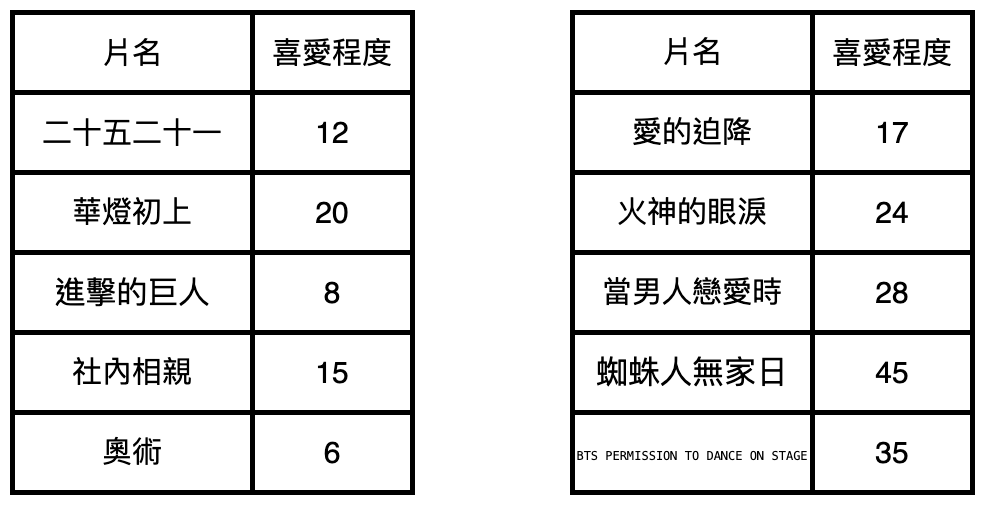 片名 喜愛程度
二十五二十一 12
華燈初上 20
進擊的巨人 8
社內相親 15
奧術 6
片名 喜愛程度
愛的迫降 17
火神的眼淚 24
當男人戀愛時 28
蜘蛛人無家日 45
BTS PERMISSION TO DANCE ON STAGE 35